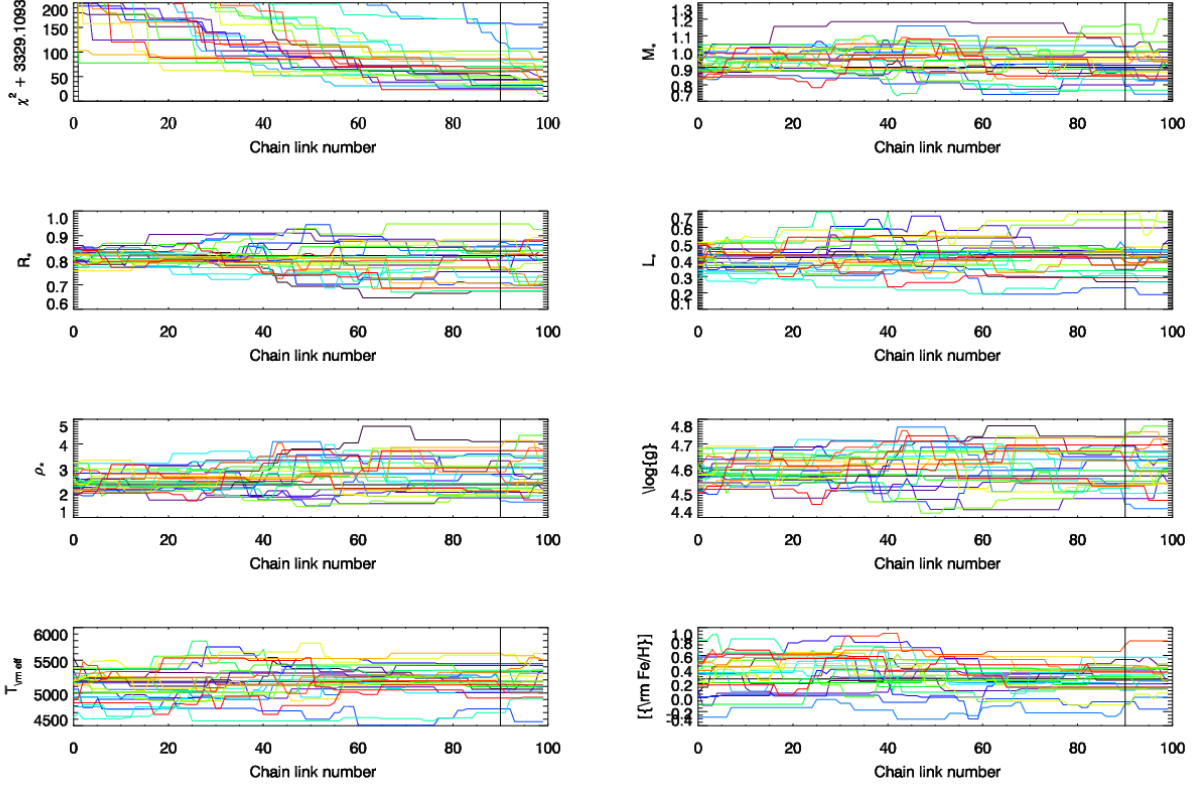 χ² + 3329.1093
200
150
100
50
0
0 20 40 60 80 100
Chain link number
M⋆
1.3
1.2
1.1
1.0
0.9
0.8
0.7
0 20 40 60 80 100
Chain link number
R⋆
1.0
0.9
0.8
0.7
0.6
0 20 40 60 80 100
Chain link number
L⋆
0.7
0.6
0.5
0.4
0.3
0.2
0.1
0 20 40 60 80 100
Chain link number
ρ⋆
5
4
3
2
1
0 20 40 60 80 100
Chain link number
\log{g}
4.8
4.7
4.6
4.5
4.4
0 20 40 60 80 100
Chain link number
T\rm eff
6000
5500
5000
4500
0 20 40 60 80 100
Chain link number
[{\rm Fe/H}]
1.0
0.8
0.6
0.4
0.2
0.0
-0.2
-0.4
0 20 40 60 80 100
Chain link number